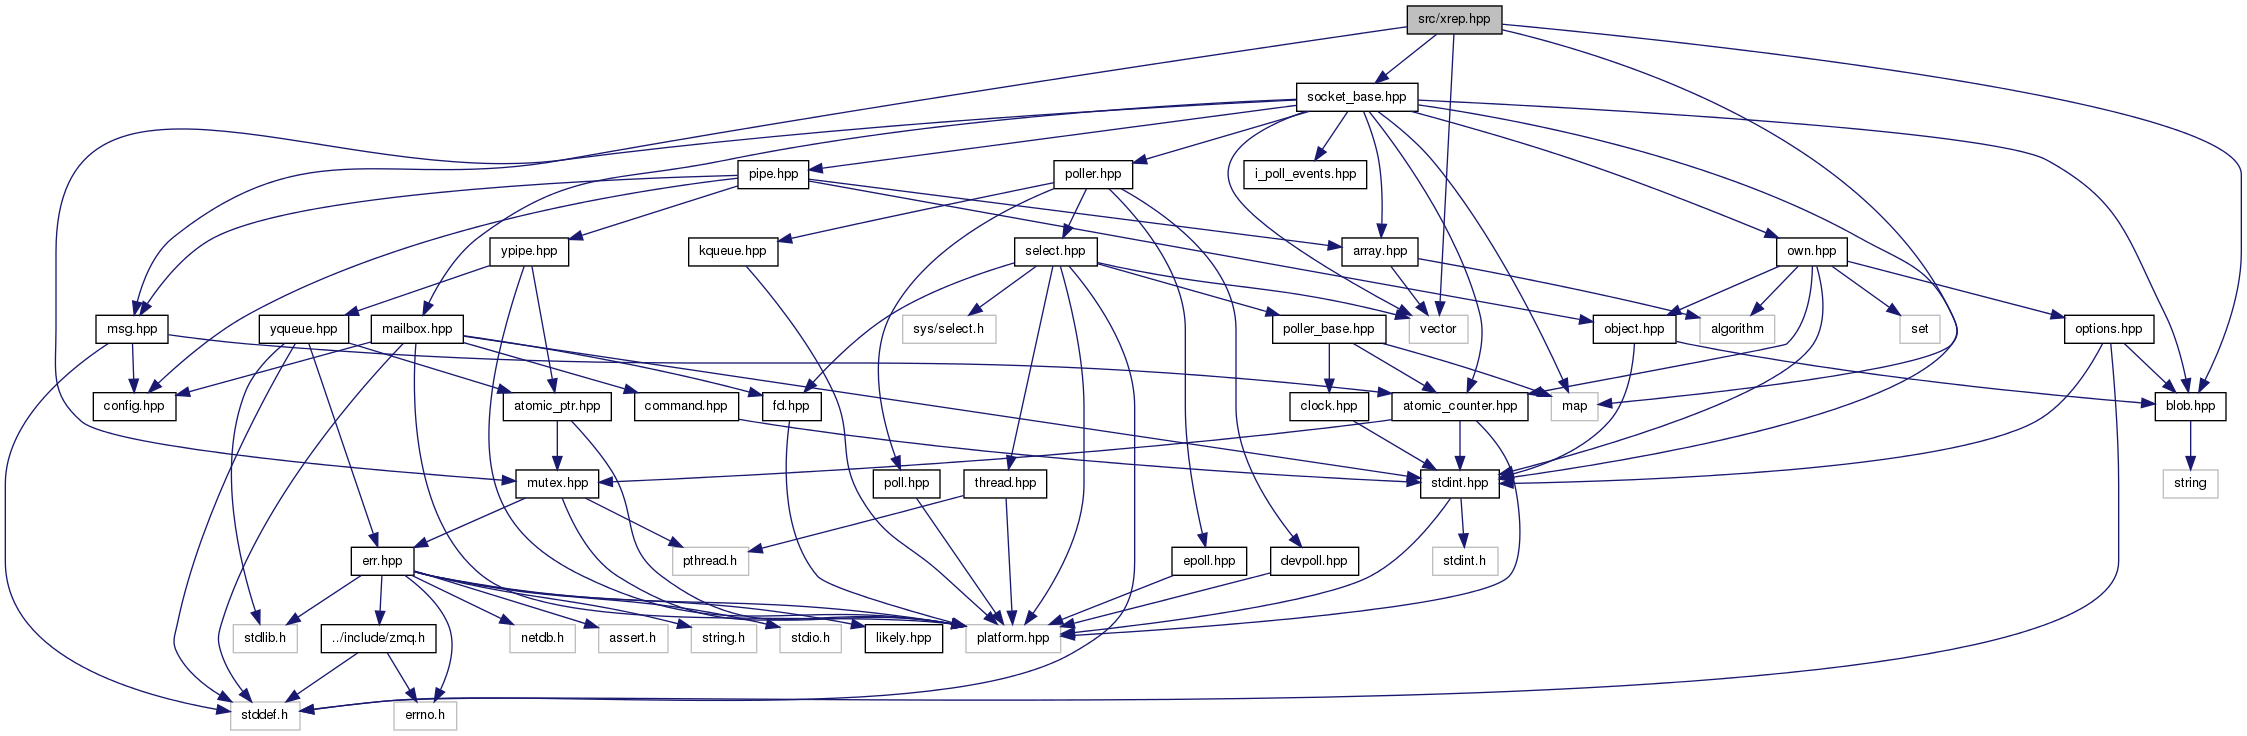 src/xrep.hpp
socket_base.hpp
pipe.hpp
poller.hpp
i_poll_events.hpp
ypipe.hpp
kqueue.hpp
select.hpp
array.hpp
own.hpp
msg.hpp
yqueue.hpp
mailbox.hpp
sys/select.h
poller_base.hpp
vector
object.hpp
algorithm
set
options.hpp
config.hpp
atomic_ptr.hpp
command.hpp
fd.hpp
clock.hpp
atomic_counter.hpp
map
blob.hpp
mutex.hpp
poll.hpp
thread.hpp
stdint.hpp
string
err.hpp
pthread.h
epoll.hpp
devpoll.hpp
stdint.h
stdlib.h
../include/zmq.h
netdb.h
assert.h
string.h
stdio.h
likely.hpp
platform.hpp
stddef.h
errno.h